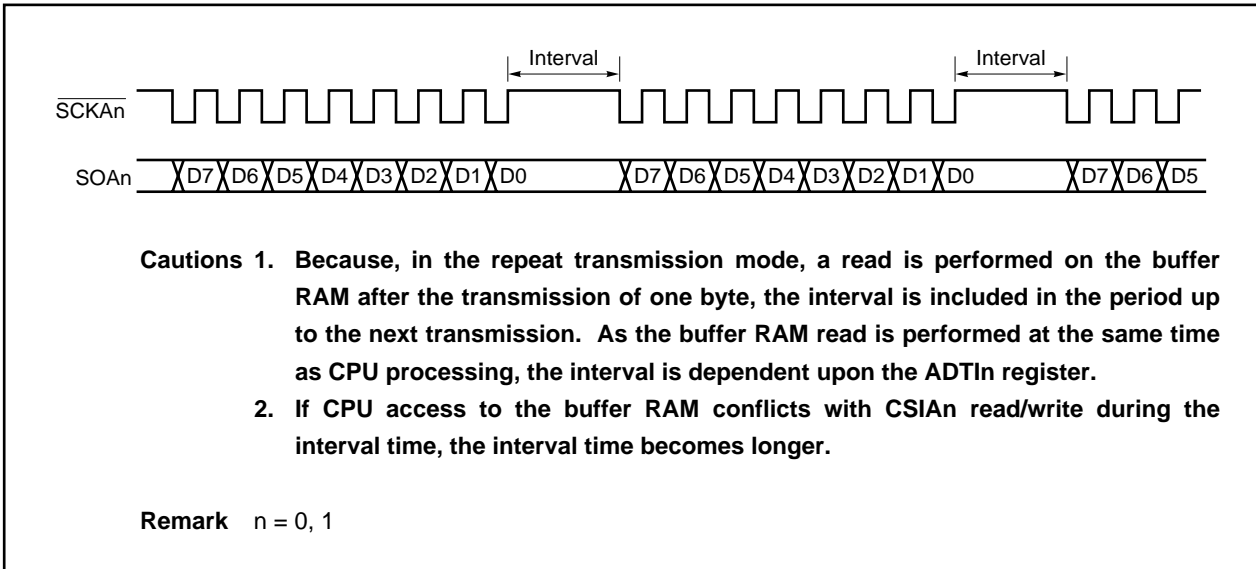 Interval Interval
SCKAn
SOAn D7 D6 D5 D4 D3 D2 D1 D0 D7 D6 D5 D4 D3 D2 D1 D0 D7 D6 D5
Cautions 1. Because, in the repeat transmission mode, a read is performed on the buffer
RAM after the transmission of one byte, the interval is included in the period up
to the next transmission. As the buffer RAM read is performed at the same time
as CPU processing, the interval is dependent upon the ADTIn register.
2. If CPU access to the buffer RAM conflicts with CSIAn read/write during the
interval time, the interval time becomes longer.
Remark n = 0, 1